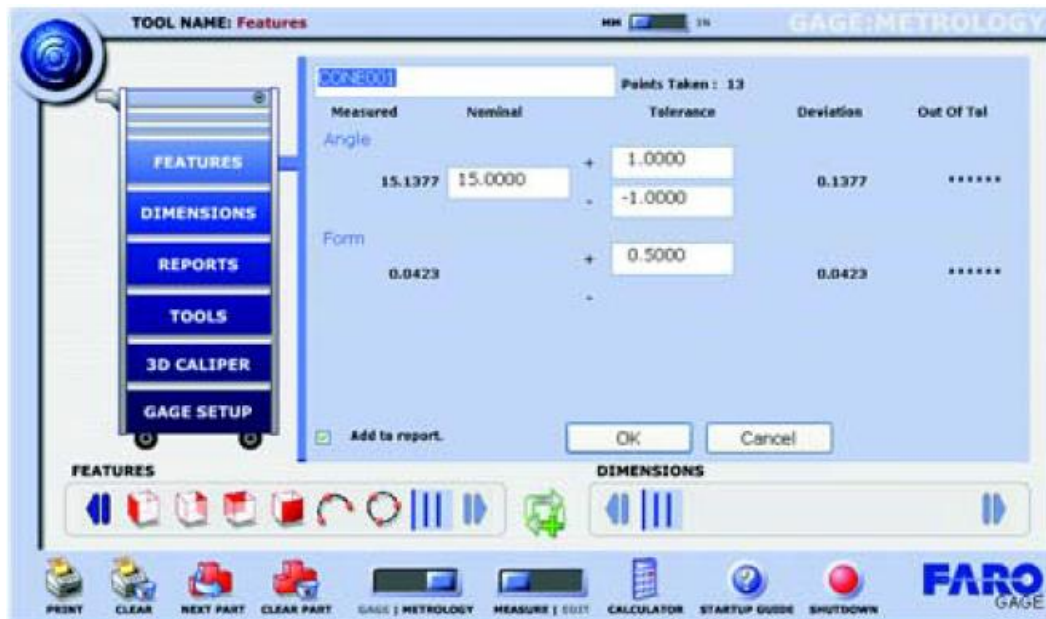 TOOL NAME: Features
MM IN
GAGE:METROLOGY
CONE001
Points Taken : 13
Measured Nominal Tolerance Deviation Out Of Tal
Angle
+ 1.0000
15.1377 15.0000 0.1377 ******
- -1.0000
Form
+ 0.5000
0.0423 0.0423 ******
-
FEATURES
DIMENSIONS
REPORTS
TOOLS
3D CALIPER
GAGE SETUP
Add to report.
OK Cancel
FEATURES DIMENSIONS
PRINT CLEAR NEXT PART CLEAR PART GAGE | METROLOGY MEASURE | EDIT CALCULATOR STARTUP GUIDE SHUTDOWN
FARO
GAGE